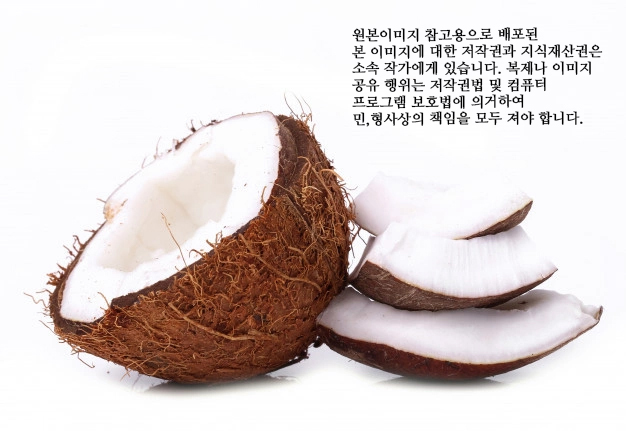 원본이미지 참고용으로 배포된
본 이미지에 대한 저작권과 지식재산권은
소속 작가에게 있습니다. 복제나 이미지
공유 행위는 저작권법 및 컴퓨터
프로그램 보호법에 의거하여
민,형사상의 책임을 모두 져야 합니다.